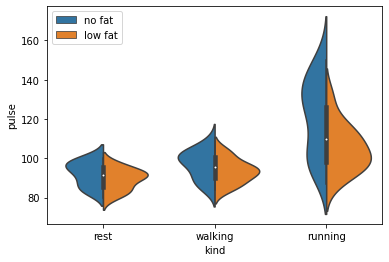 no fat
low fat
160
140
120
100
80
pulse
rest walking running
kind